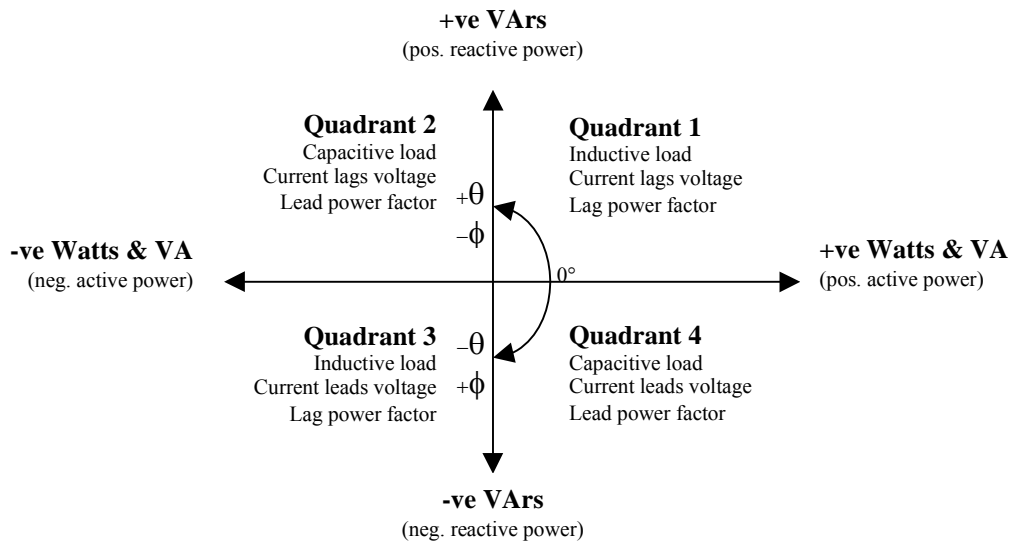 +ve VArs
(pos. reactive power)
Quadrant 2
Capacitive load
Current lags voltage
Lead power factor
+θ
−ϕ
Quadrant 1
Inductive load
Current lags voltage
Lag power factor
-ve Watts & VA
(neg. active power)
0°
+ve Watts & VA
(pos. active power)
Quadrant 3
Inductive load
Current leads voltage
Lag power factor
−θ
+ϕ
Quadrant 4
Capacitive load
Current leads voltage
Lead power factor
-ve VArs
(neg. reactive power)